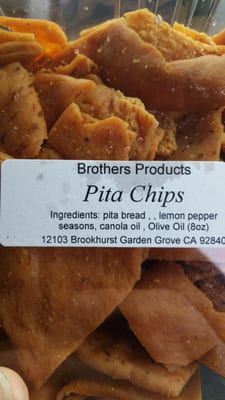 Brothers Products
Pita Chips
Ingredients: pita bread , , lemon pepper
seasons, canola oil , Olive Oil (8oz)
12103 Brookhurst Garden Grove CA 92840